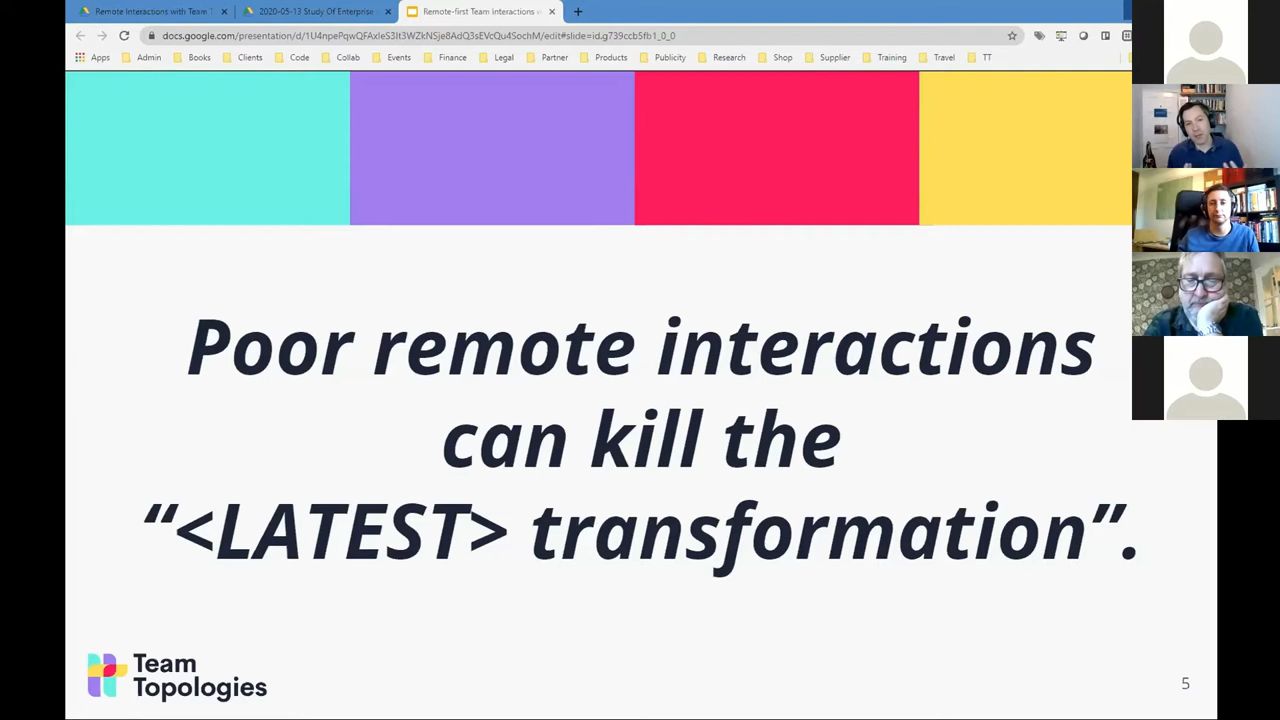 Remote Interactions with Team T
2020-05-13 Study Of Enterprise
Remote-first Team Interactions w
docs.google.com/presentation/d/1U4npePqwQFAxIeS3It3WZkNSje8AdQ3sEVcQu4SochM/edit#slide=id.g739ccb5fb1_0_0
Apps Admin Books Clients Code Collab Events Finance Legal Partner Products Publicity Research Shop Supplier Training Travel TT
Poor remote interactions
can kill the
“<LATEST> transformation”.
Team
Topologies
5